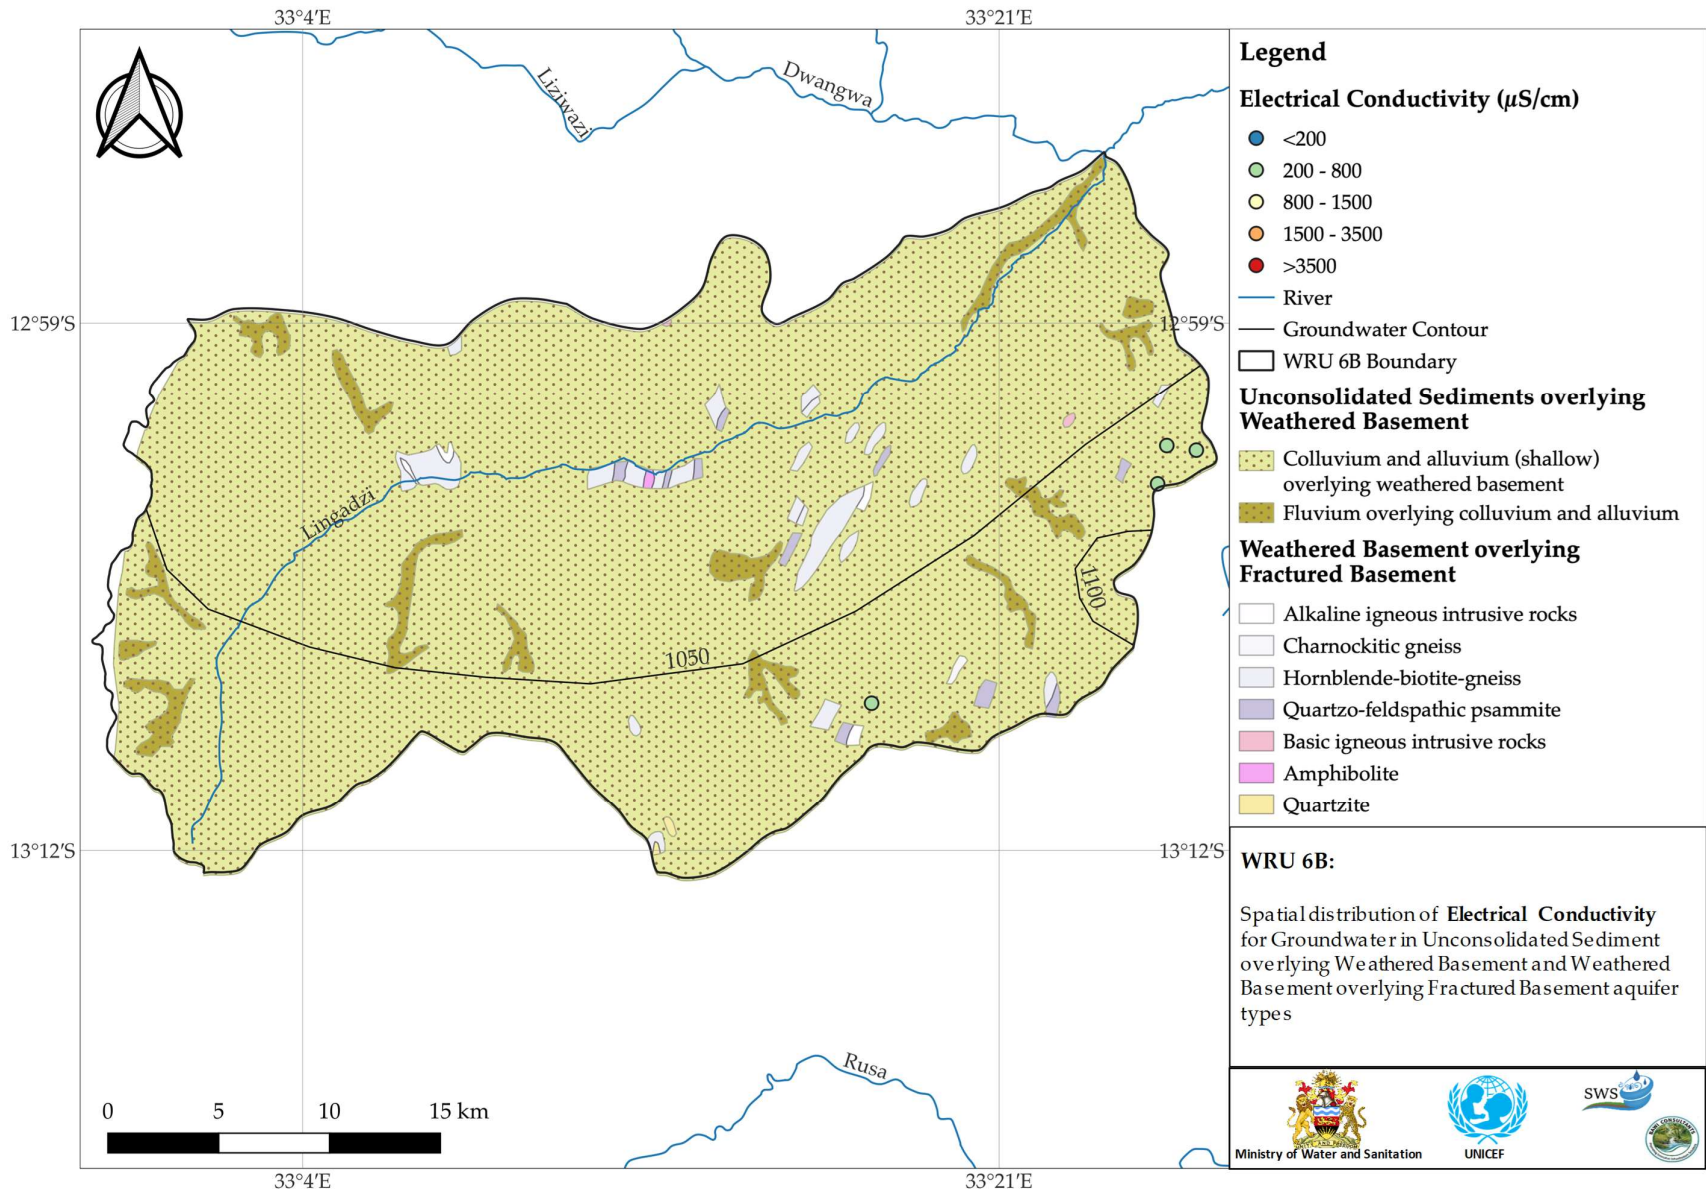 33°4'E
33°21'E
Liziwazi
Dwangwa
12°59'S
12°59'S
Lingadzi
1100
1050
13°12'S
13°12'S
Rusa
0 5 10 15 km
33°4'E
33°21'E
Legend
Electrical Conductivity (µS/cm)
<200
200 - 800
800 - 1500
1500 - 3500
>3500
River
Groundwater Contour
WRU 6B Boundary
Unconsolidated Sediments overlying
Weathered Basement
Colluvium and alluvium (shallow)
overlying weathered basement
Fluvium overlying colluvium and alluvium
Weathered Basement overlying
Fractured Basement
Alkaline igneous intrusive rocks
Charnockitic gneiss
Hornblende-biotite-gneiss
Quartzo-feldspathic psammite
Basic igneous intrusive rocks
Amphibolite
Quartzite
WRU 6B:
Spatial distribution of Electrical Conductivity
for Groundwater in Unconsolidated Sediment
overlying Weathered Basement and Weathered
Basement overlying Fractured Basement aquifer
types
Ministry of Water and Sanitation
UNICEF
SWS